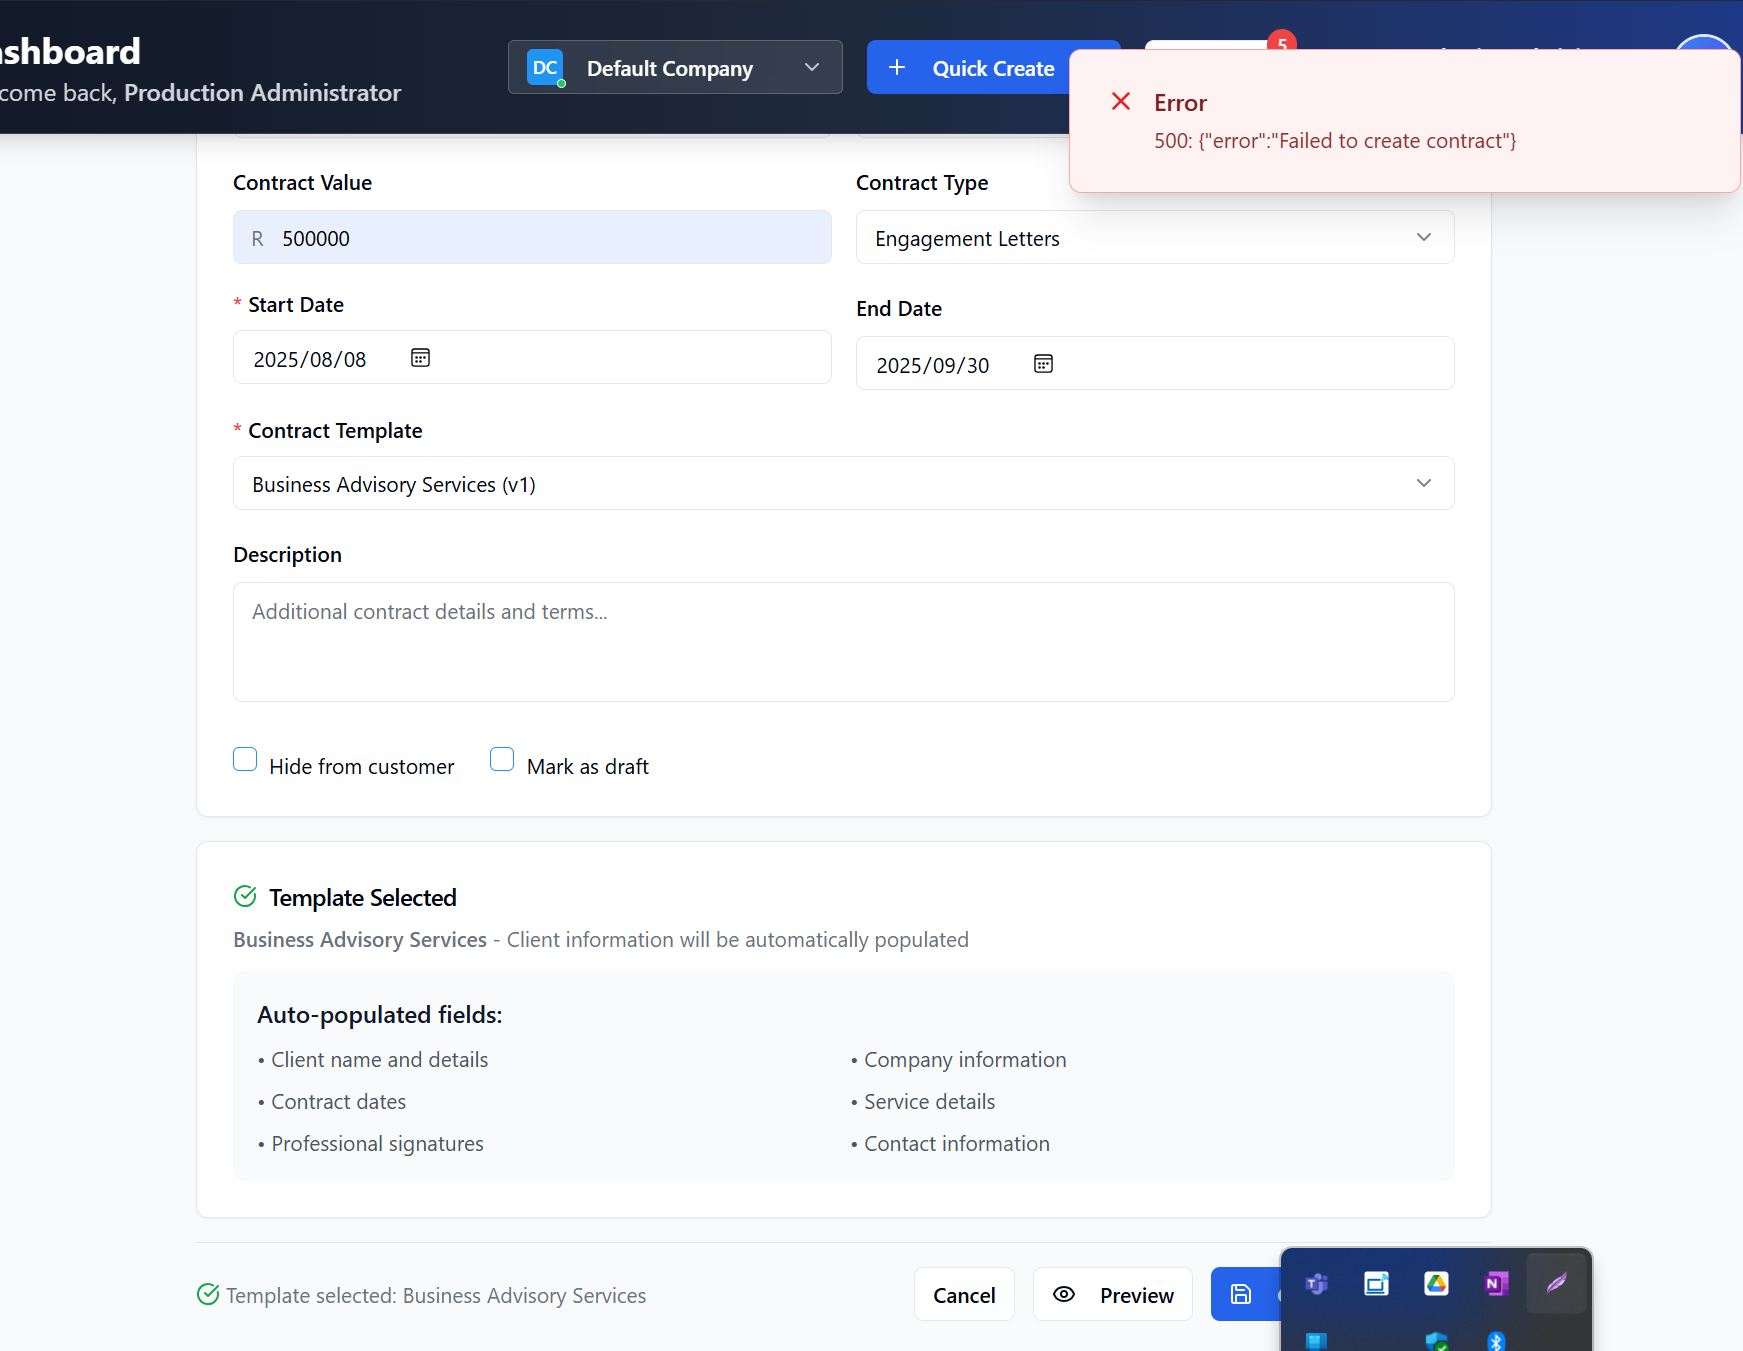 ashboard
come back, Production Administrator
DC
Default Company
Quick Create
5
Error
500: {"error":"Failed to create contract"}
Contract Value
Contract Type
R 500000
Engagement Letters
* Start Date
End Date
2025/08/08
2025/09/30
* Contract Template
Business Advisory Services (v1)
Description
Additional contract details and terms...
Hide from customer
Mark as draft
Template Selected
Business Advisory Services - Client information will be automatically populated
Auto-populated fields:
• Client name and details
• Company information
• Contract dates
• Service details
• Professional signatures
• Contact information
Template selected: Business Advisory Services
Cancel
Preview